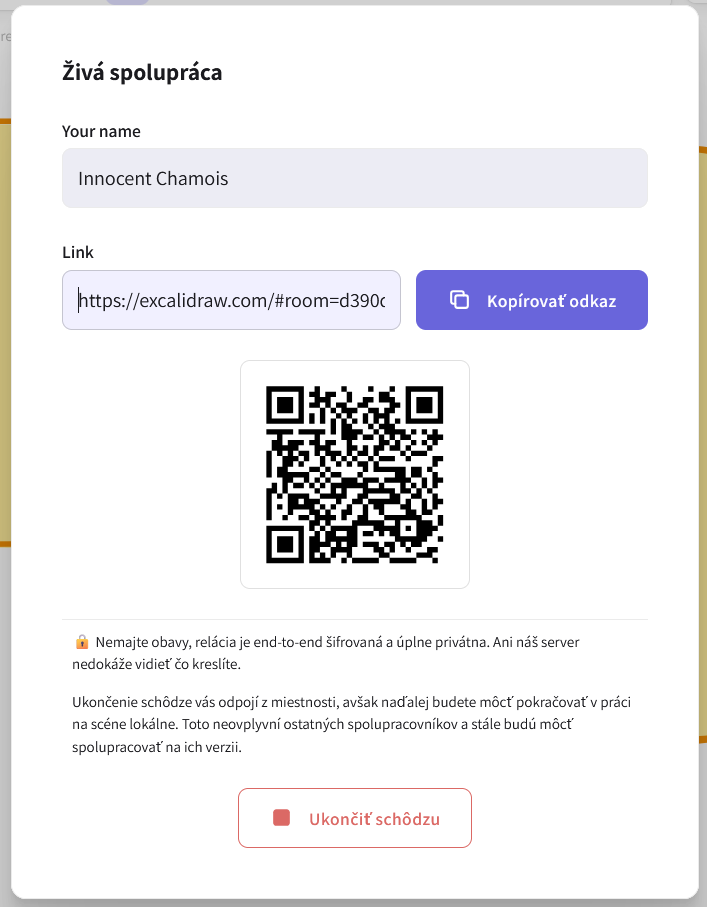 Živá spolupráca
Your name
Innocent Chamois
Link
https://excalidraw.com/#room=d390c
Kopírovať odkaz
Nemajte obavy, relácia je end-to-end šifrovaná a úplne privátna. Ani náš server
nedokáže vidieť čo kreslíte.
Ukončenie schôdze vás odpojí z miestnosti, avšak naďalej budete môcť pokračovať v práci
na scéne lokálne. Toto neovplyvní ostatných spolupracovníkov a stále budú môcť
spolupracovať na ich verzii.
Ukončiť schôdzu